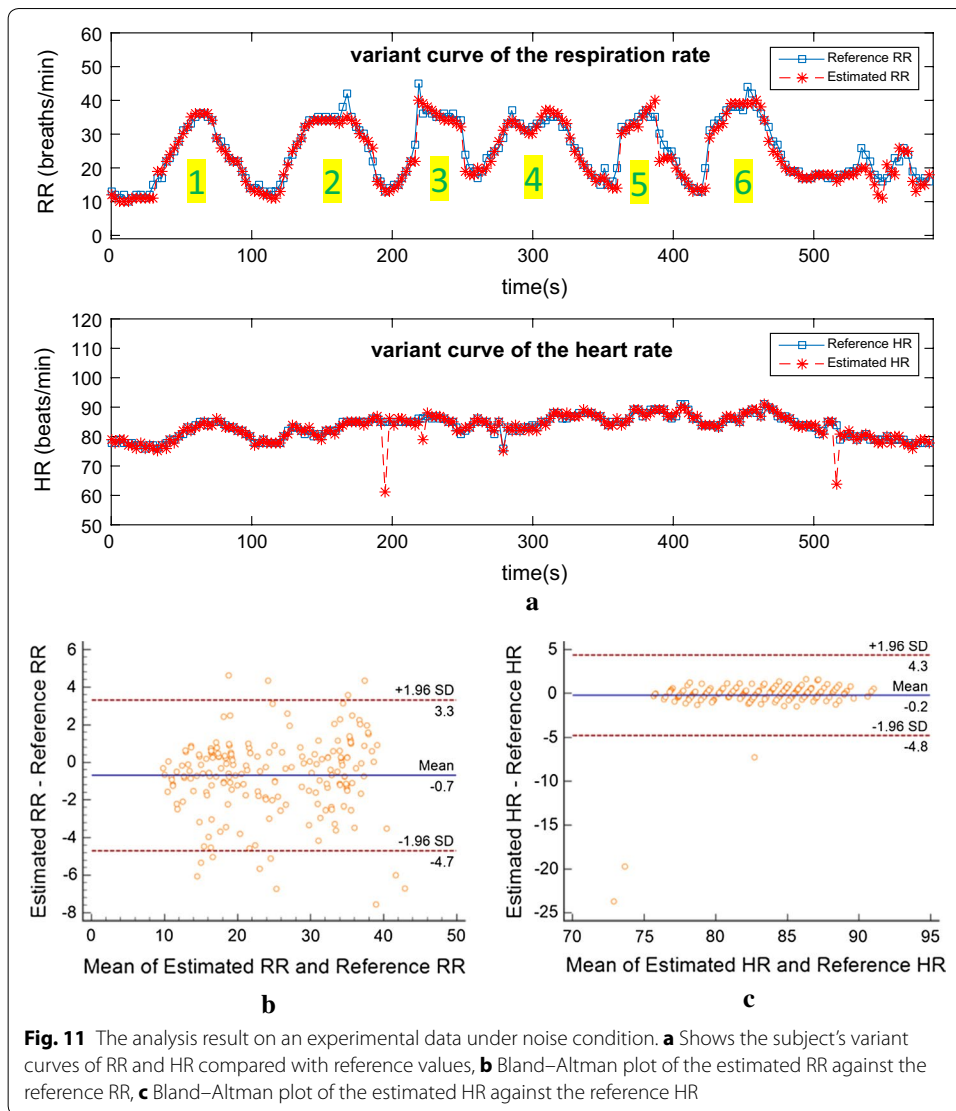 variant curve of the respiration rate
Reference RR
Estimated RR
RR (breaths/min)
60
50
40
30
20
10
0
1
2
3
4
5
6
0 100 200 300 400 500
time(s)
variant curve of the heart rate
Reference HR
Estimated HR
HR (beats/min)
120
110
100
90
80
70
60
50
0 100 200 300 400 500
time(s)
a
Estimated RR - Reference RR
6
4
2
0
-2
-4
-6
-8
+1.96 SD
3.3
Mean
-0.7
-1.96 SD
-4.7
0 10 20 30 40 50
Mean of Estimated RR and Reference RR
b
Estimated HR - Reference HR
5
0
-5
-10
-15
-20
-25
+1.96 SD
4.3
Mean
-0.2
-1.96 SD
-4.8
70 75 80 85 90 95
Mean of Estimated HR and Reference HR
c
Fig. 11 The analysis result on an experimental data under noise condition. a Shows the subject’s variant
curves of RR and HR compared with reference values, b Bland–Altman plot of the estimated RR against the
reference RR, c Bland–Altman plot of the estimated HR against the reference HR